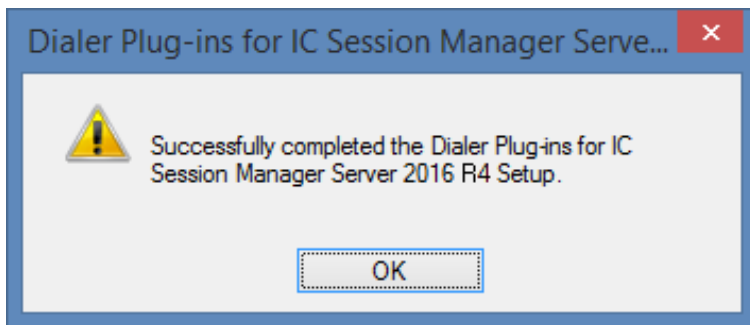 Dialer Plug-ins for IC Session Manager Serve...
Successfully completed the Dialer Plug-ins for IC
Session Manager Server 2016 R4 Setup.
OK